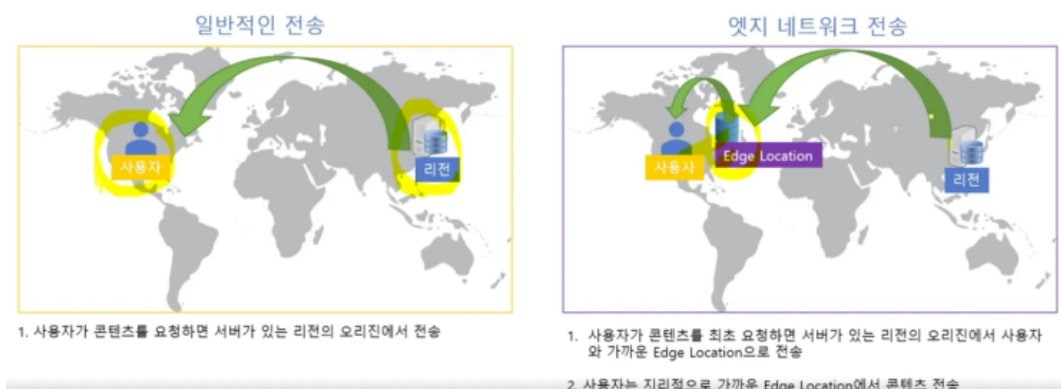 일반적인 전송
사용자
리전
1. 사용자가 콘텐츠를 요청하면 서버가 있는 리전의 오리진에서 전송
엣지 네트워크 전송
사용자
Edge Location
리전
1. 사용자가 콘텐츠를 최초 요청하면 서버가 있는 리전의 오리진에서 사용자
와 가까운 Edge Location으로 전송
2. 사용자는 지리적으로 가까운 Edge Location에서 콘텐츠 전송